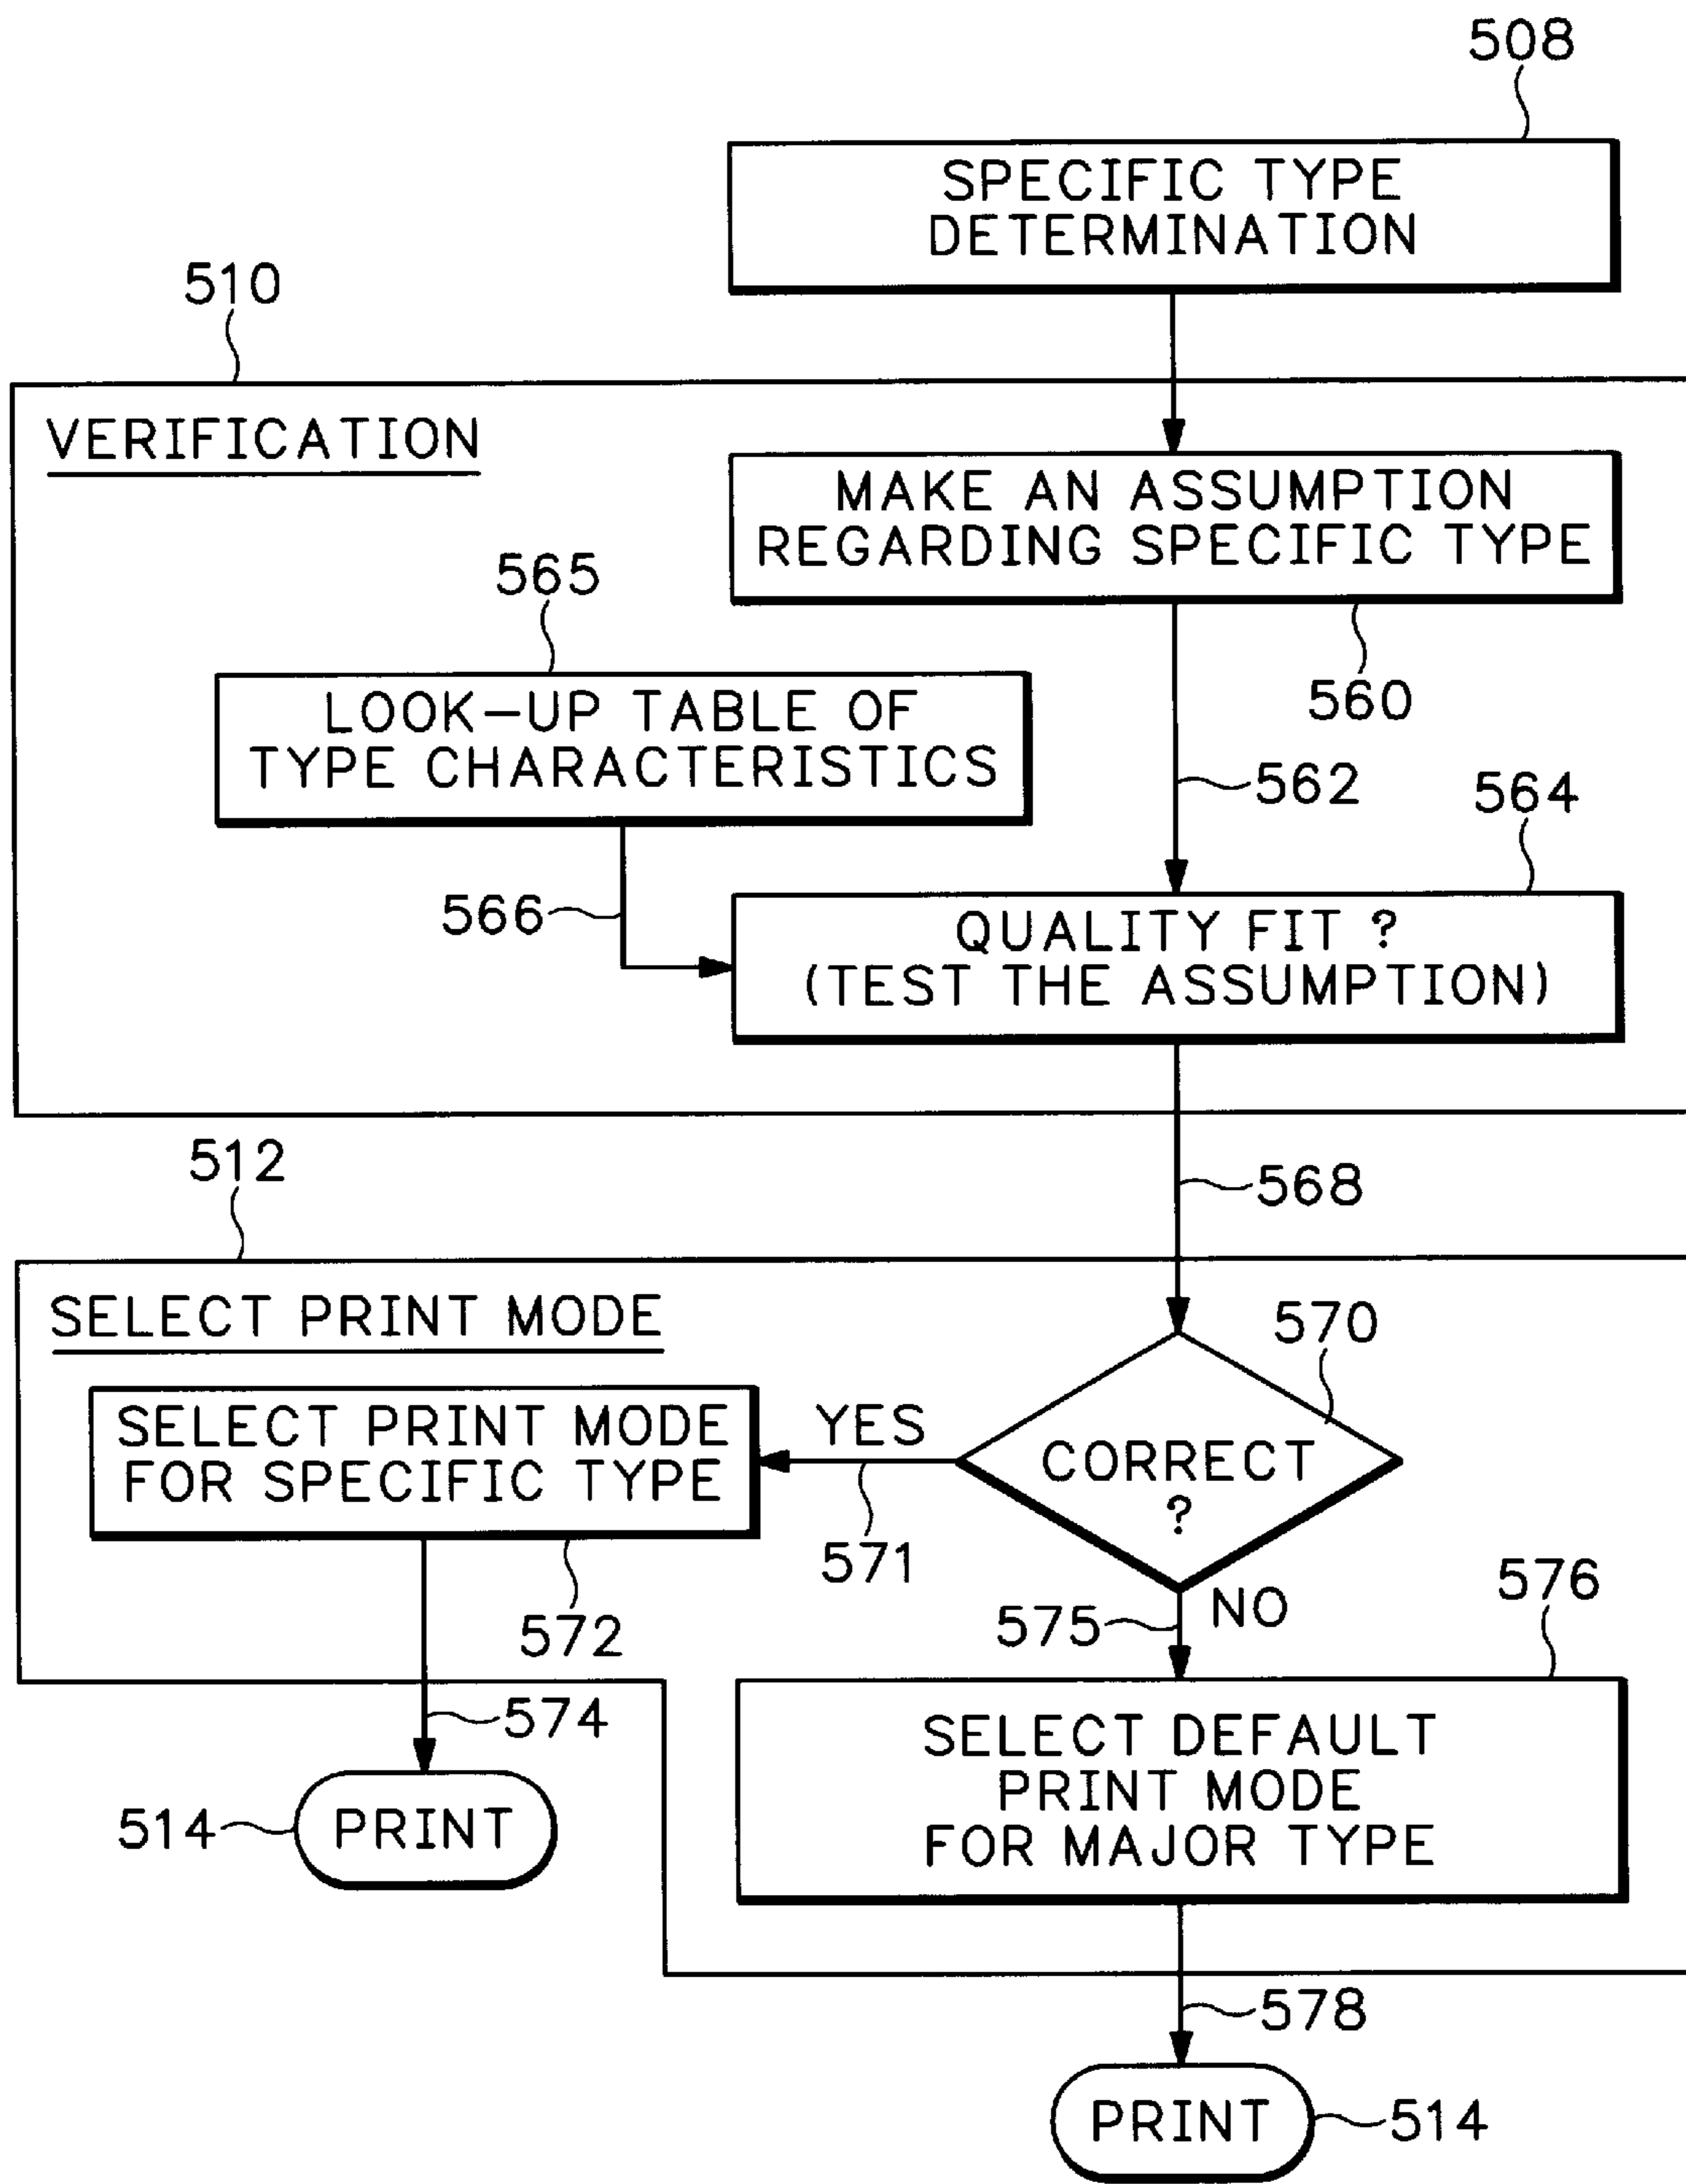 508
SPECIFIC TYPE
DETERMINATION
510
VERIFICATION
MAKE AN ASSUMPTION
REGARDING SPECIFIC TYPE
565
560
LOOK-UP TABLE OF
TYPE CHARACTERISTICS
562
564
566
QUALITY FIT ?
(TEST THE ASSUMPTION)
512
568
SELECT PRINT MODE
570
SELECT PRINT MODE
FOR SPECIFIC TYPE
YES
CORRECT
?
571
572
575
NO
576
574
SELECT DEFAULT
PRINT MODE
FOR MAJOR TYPE
514
PRINT
578
PRINT
514